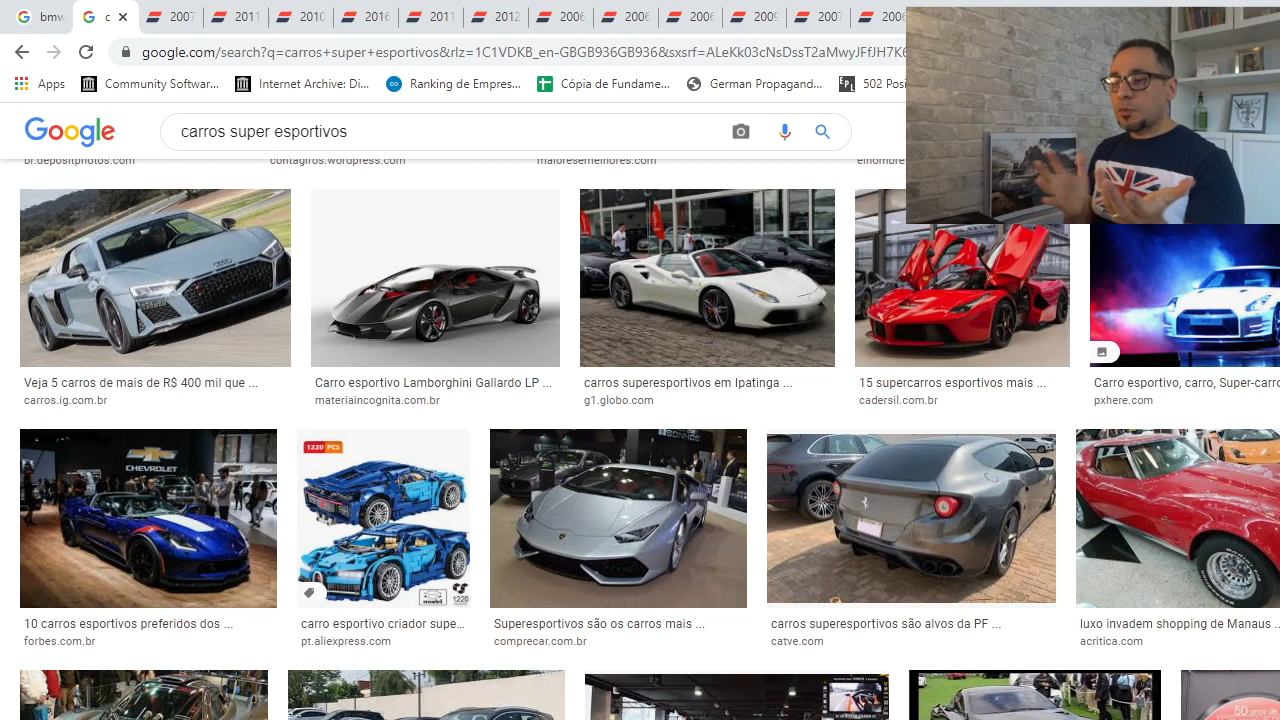 bmw
c
2007
2011
2010
2016
2011
2012
2006
2006
2006
2009
2007
2006
google.com/search?q=carros+super+esportivos&rlz=1C1VDKB_en-GBGB936GB936&sxsrf=ALeKk03cNsDssT2aMwyJFfJH7K6
Apps
Community Softwar...
Internet Archive: Di...
Catálog de Empres...
Cópia de Fundame...
German Propagand...
502 Posi
Google
carros super esportivos
br.depositphotos.com
contagiros.wordpress.com
maioresemelhores.com
elhombre
Veja 5 carros de mais de R$ 400 mil que ...
carros.ig.com.br
Carro esportivo Lamborghini Gallardo LP ...
materiaincognita.com.br
carros superesportivos em Ipatinga ...
g1.globo.com
15 supercarros esportivos mais ...
cadersil.com.br
Carro esportivo, carro, Super-carro
pxhere.com
CHEVROLET
1220 PCS
1220
10 carros esportivos preferidos dos ...
forbes.com.br
carro esportivo criador supe...
pt.aliexpress.com
Superesportivos são os carros mais ...
comprecar.com.br
carros superesportivos são alvos da PF ...
catve.com
luxo invadem shopping de Manaus ...
acritica.com
50 anos de